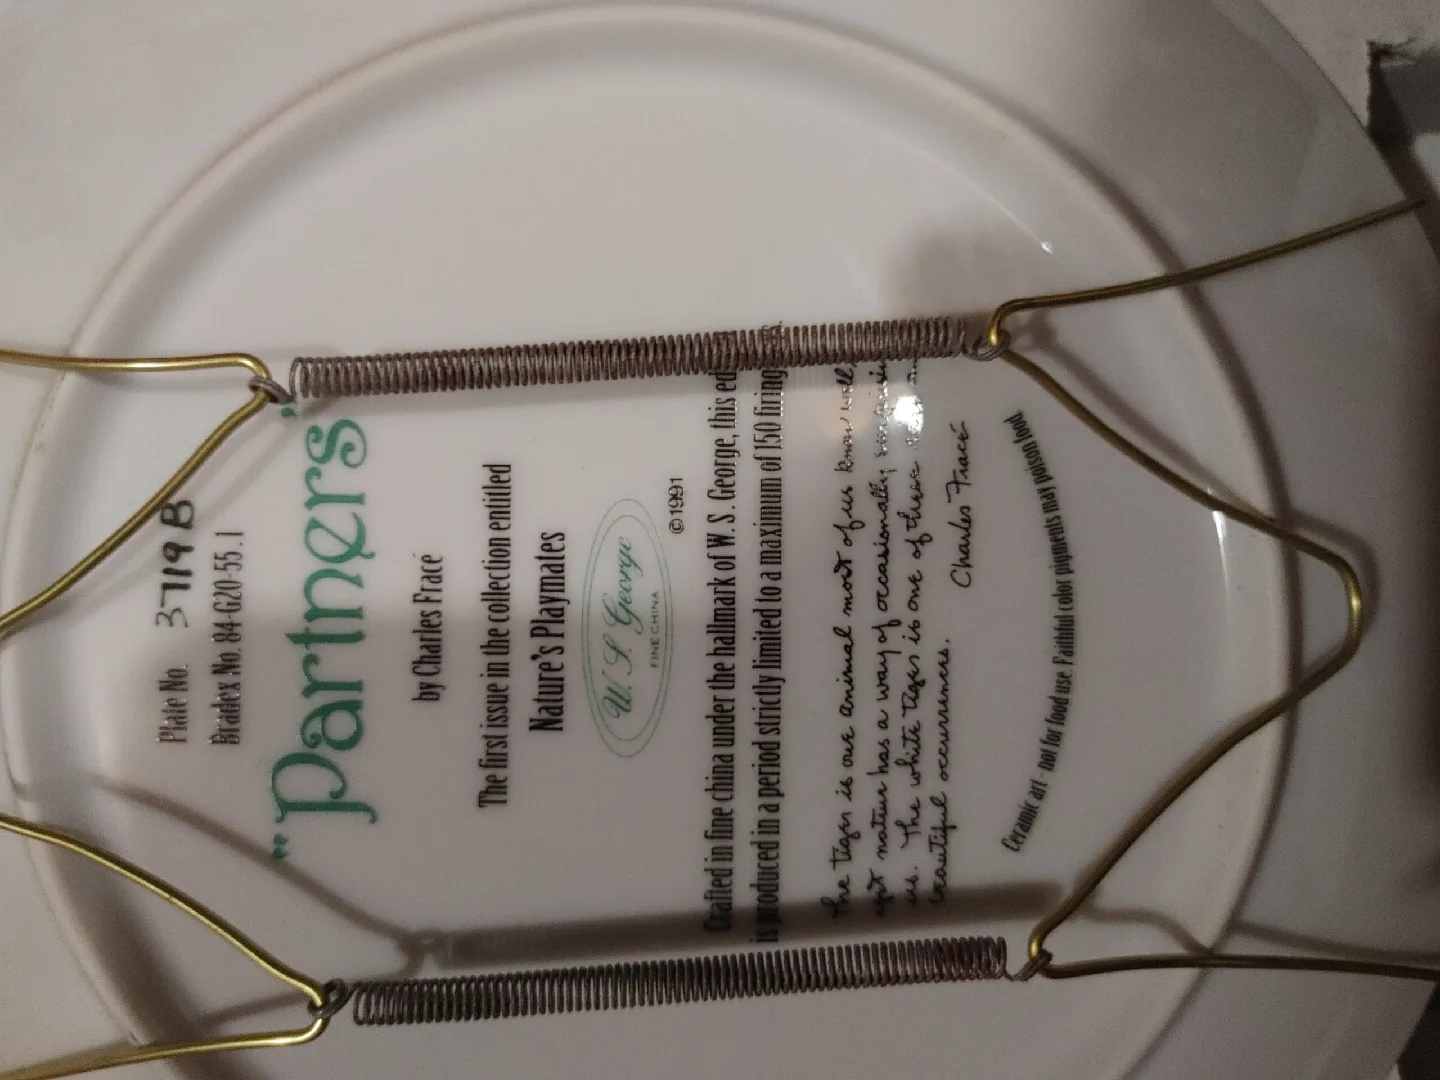 Plate No. 3719B
Bradex No. 84-G20-55.1
"Partners"
by Charles Fracé
The first issue in the collection entitled
Nature's Playmates
W. S. George
FINE CHINA
©1991
Crafted in fine china under the hallmark of W. S. George, this ed
is produced in a period strictly limited to a maximum of 150 firing
The tiger is one animal most of us know well,
yet nature has a way of occasionally
us. The white tiger is one of these
beautiful occurrences.
Charles Fracé
Ceramic art - not for food use Faithful color pigments may poison food